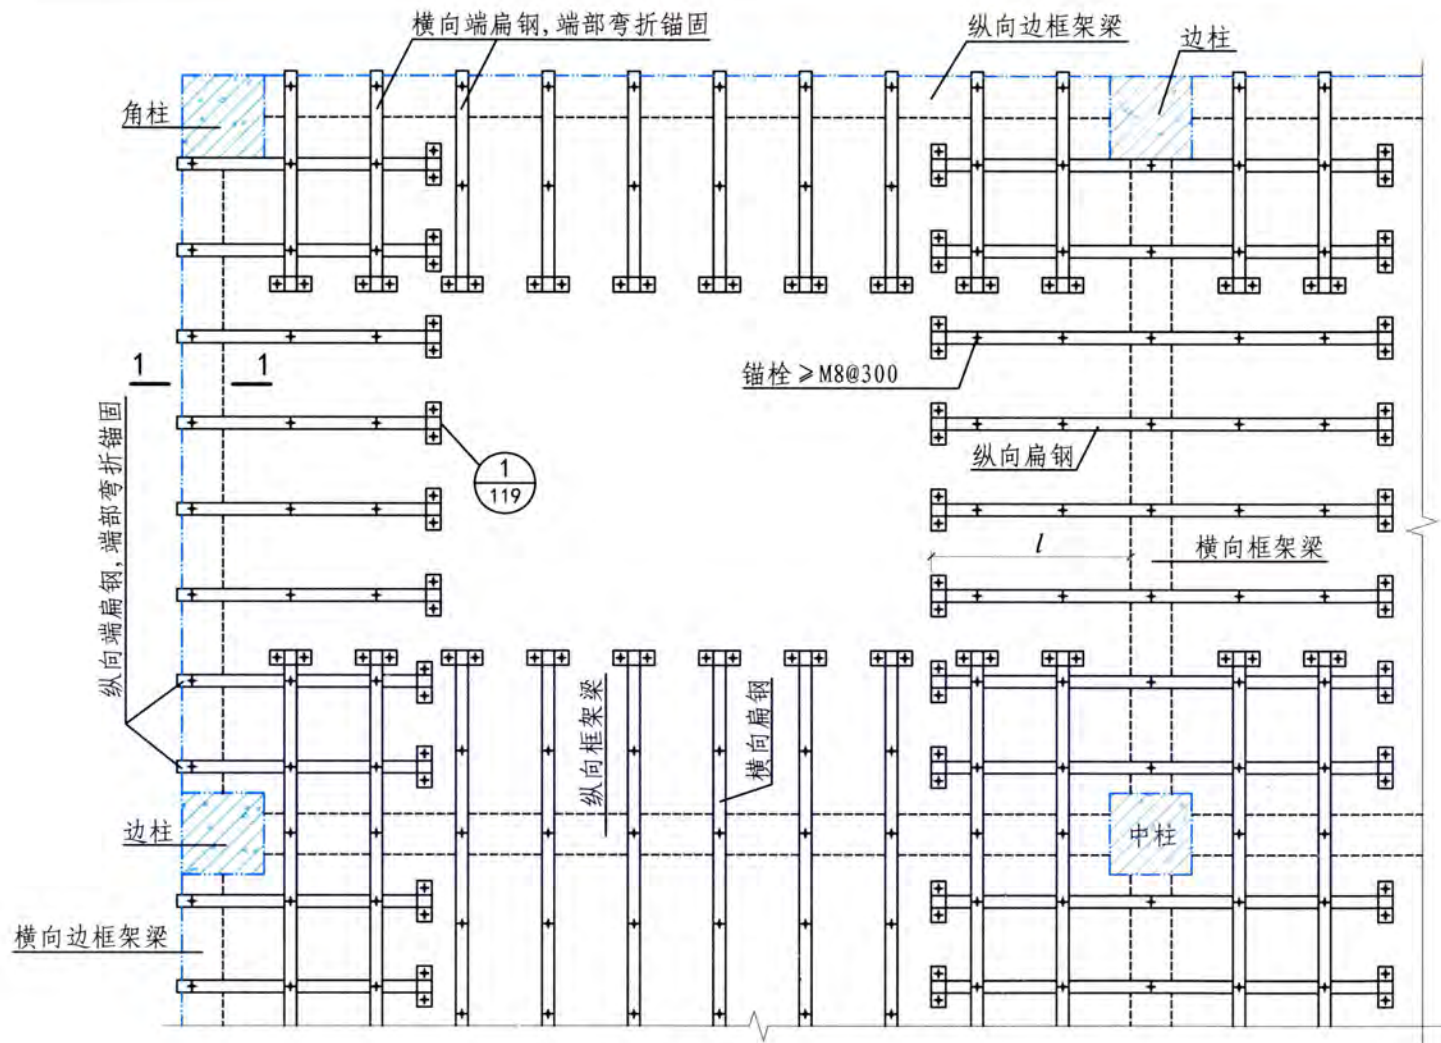 横向端扁钢,端部弯折锚固
纵向边框架梁
边柱
角柱
1 1
锚栓≥M8@300
纵向端扁钢,端部弯折锚固
纵向扁钢
1
119
l
横向框架梁
纵向框架梁
横向扁钢
边柱
中柱
横向边框架梁